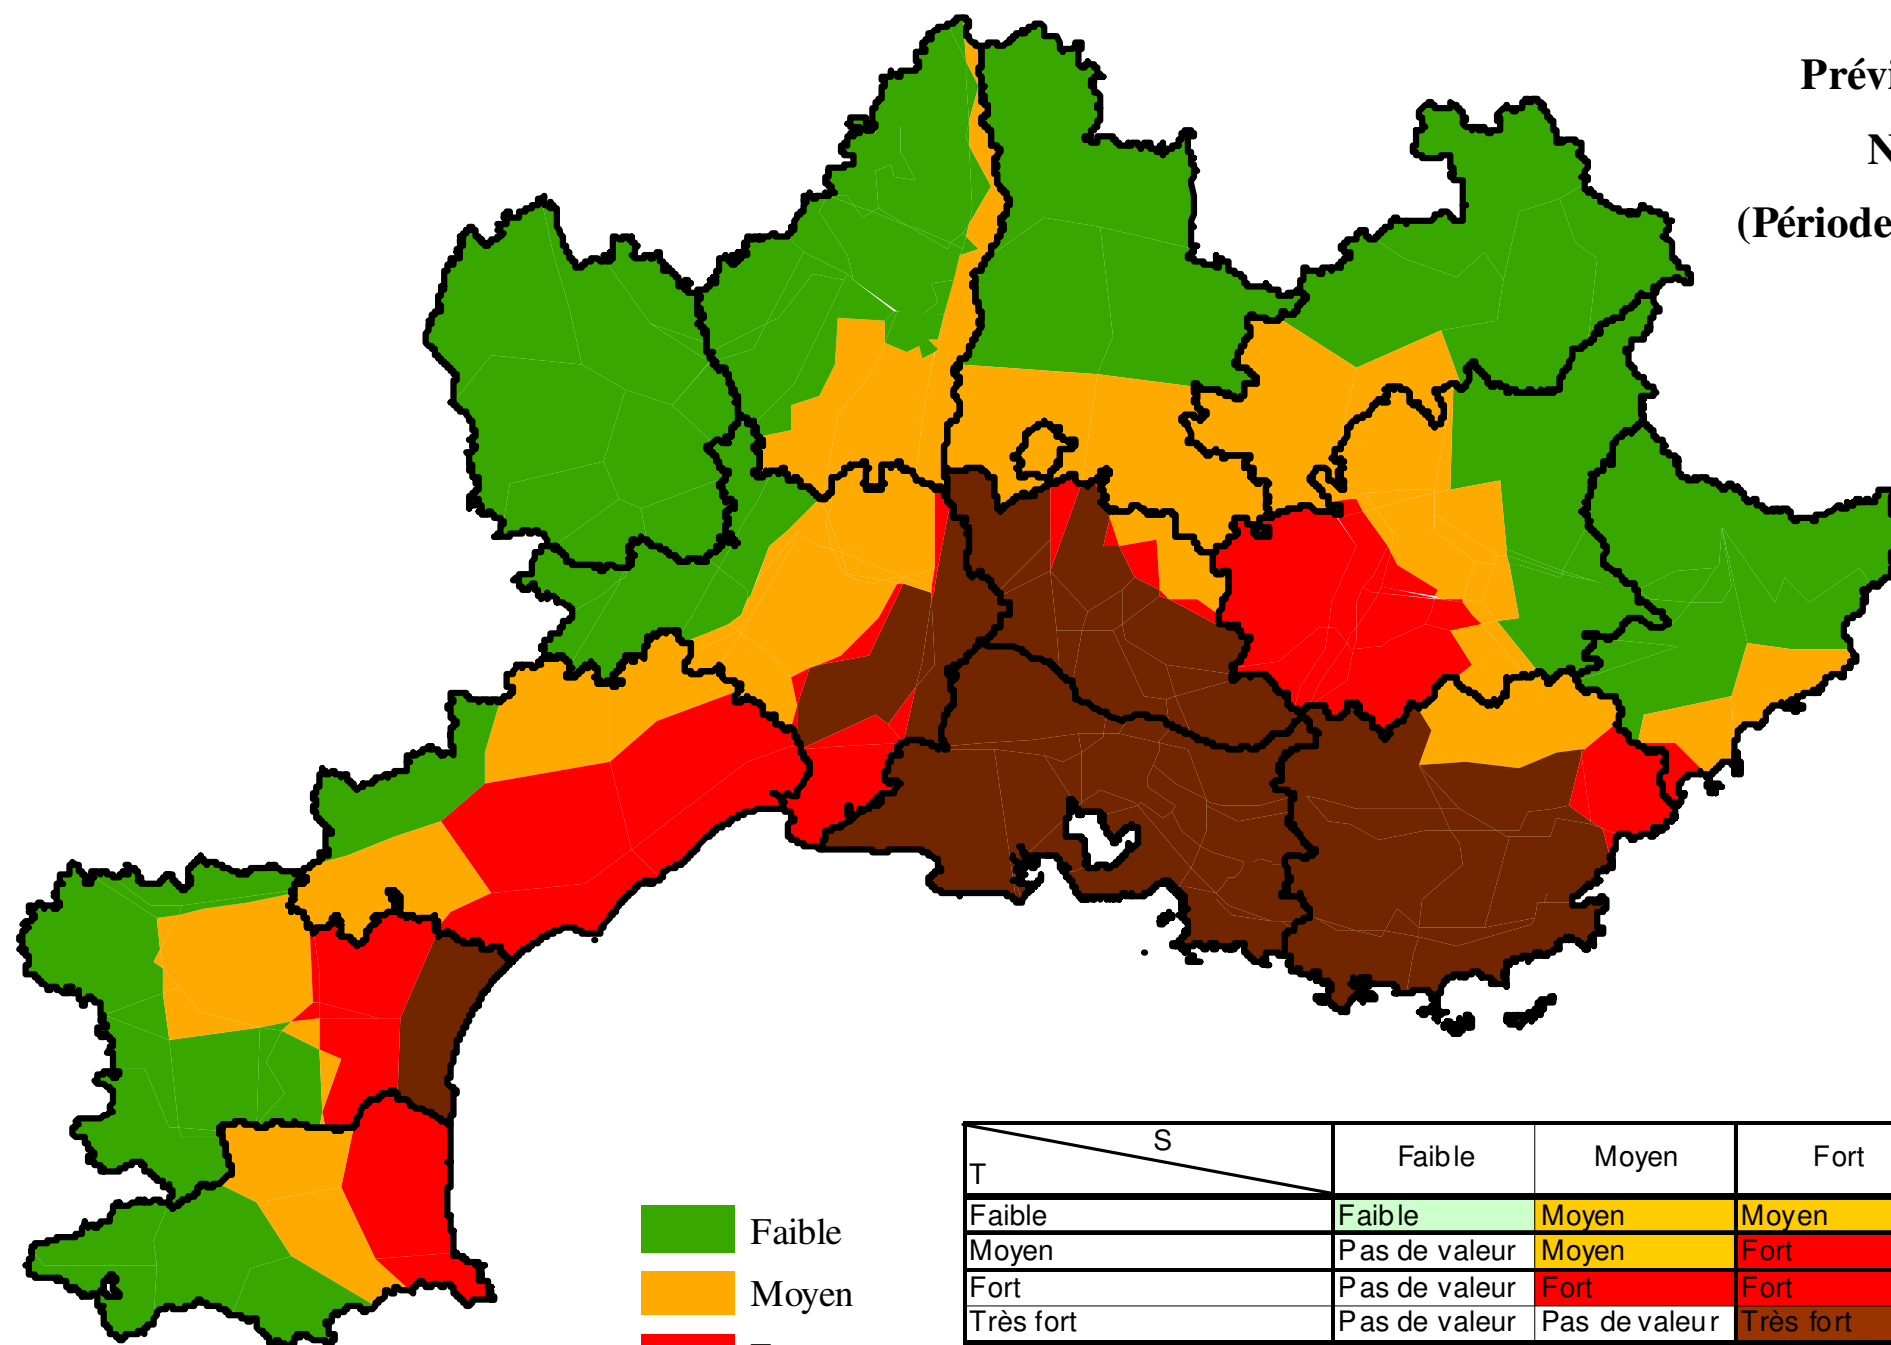 Prévi
N
(Période
S
T
Faible
Moyen
Fort
Faible
Faible
Moyen
Moyen
Moyen
Pas de valeur
Moyen
Fort
Fort
Pas de valeur
Fort
Fort
Très fort
Pas de valeur
Pas de valeur
Très fort
Faible
Moyen